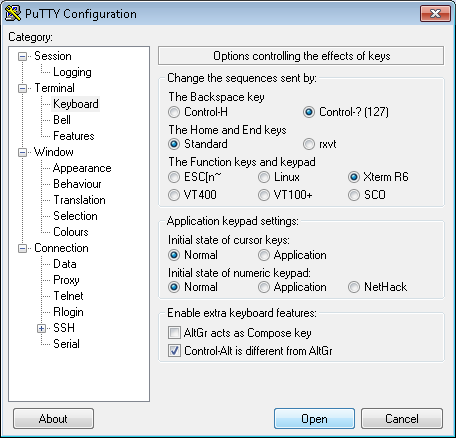 PuTTY Configuration
Category:
Session
Logging
Terminal
Keyboard
Bell
Features
Window
Appearance
Behaviour
Translation
Selection
Colours
Connection
Data
Proxy
Telnet
Rlogin
SSH
Serial
Options controlling the effects of keys
Change the sequences sent by:
The Backspace key
Control-H Control-? (127)
The Home and End keys
Standard rxvt
The Function keys and keypad
ESC[n~ Linux Xterm R6
VT400 VT100+ SCO
Application keypad settings:
Initial state of cursor keys:
Normal Application
Initial state of numeric keypad:
Normal Application NetHack
Enable extra keyboard features:
AltGr acts as Compose key
Control-Alt is different from AltGr
About Open Cancel